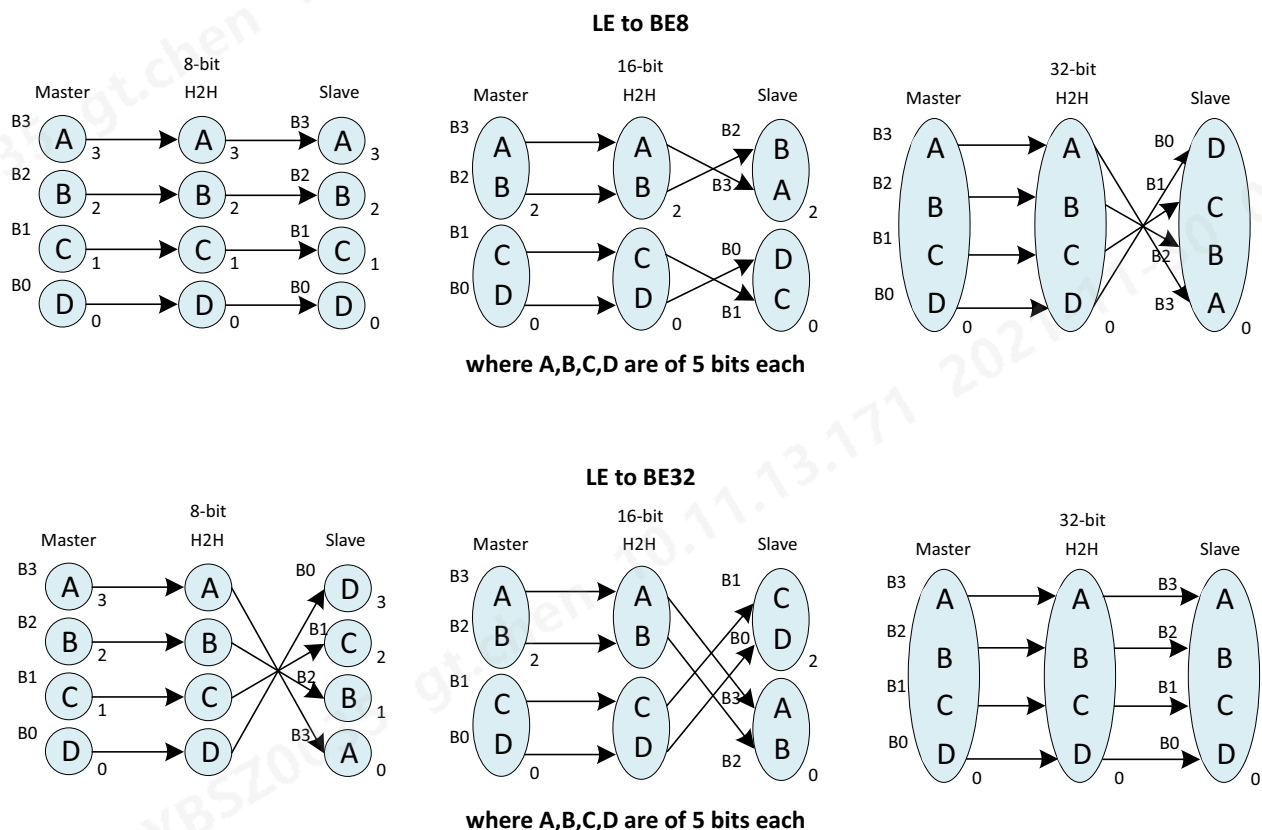 LE to BE8
8-bit
16-bit
32-bit
Master H2H Slave
Master H2H Slave
Master H2H Slave
B3 A 3 A 3 B3 A 3
B2 B 2 B 2 B2 B 2
B1 C 1 C 1 B1 C 1
B0 D 0 D 0 B0 D 0
B3 A A B2 B
B2 B 2 B 2 B3 A 2
B1 C C B0 D
B0 D 0 D 0 B1 C 0
B3 A A B0 D
B2 B B B1 C
B1 C C B2 B
B0 D 0 D 0 B3 A 0
where A,B,C,D are of 5 bits each
LE to BE32
8-bit
16-bit
32-bit
Master H2H Slave
Master H2H Slave
Master H2H Slave
B3 A 3 A B0 D 3
B2 B 2 B B1 C 2
B1 C 1 C B2 B 1
B0 D 0 D B3 A 0
B3 A A B1 C
B2 B 2 B B0 D 2
B1 C C B3 A
B0 D 0 D B2 B 0
B3 A A B3 A
B2 B B B2 B
B1 C C B1 C
B0 D 0 D 0 B0 D 0
where A,B,C,D are of 5 bits each